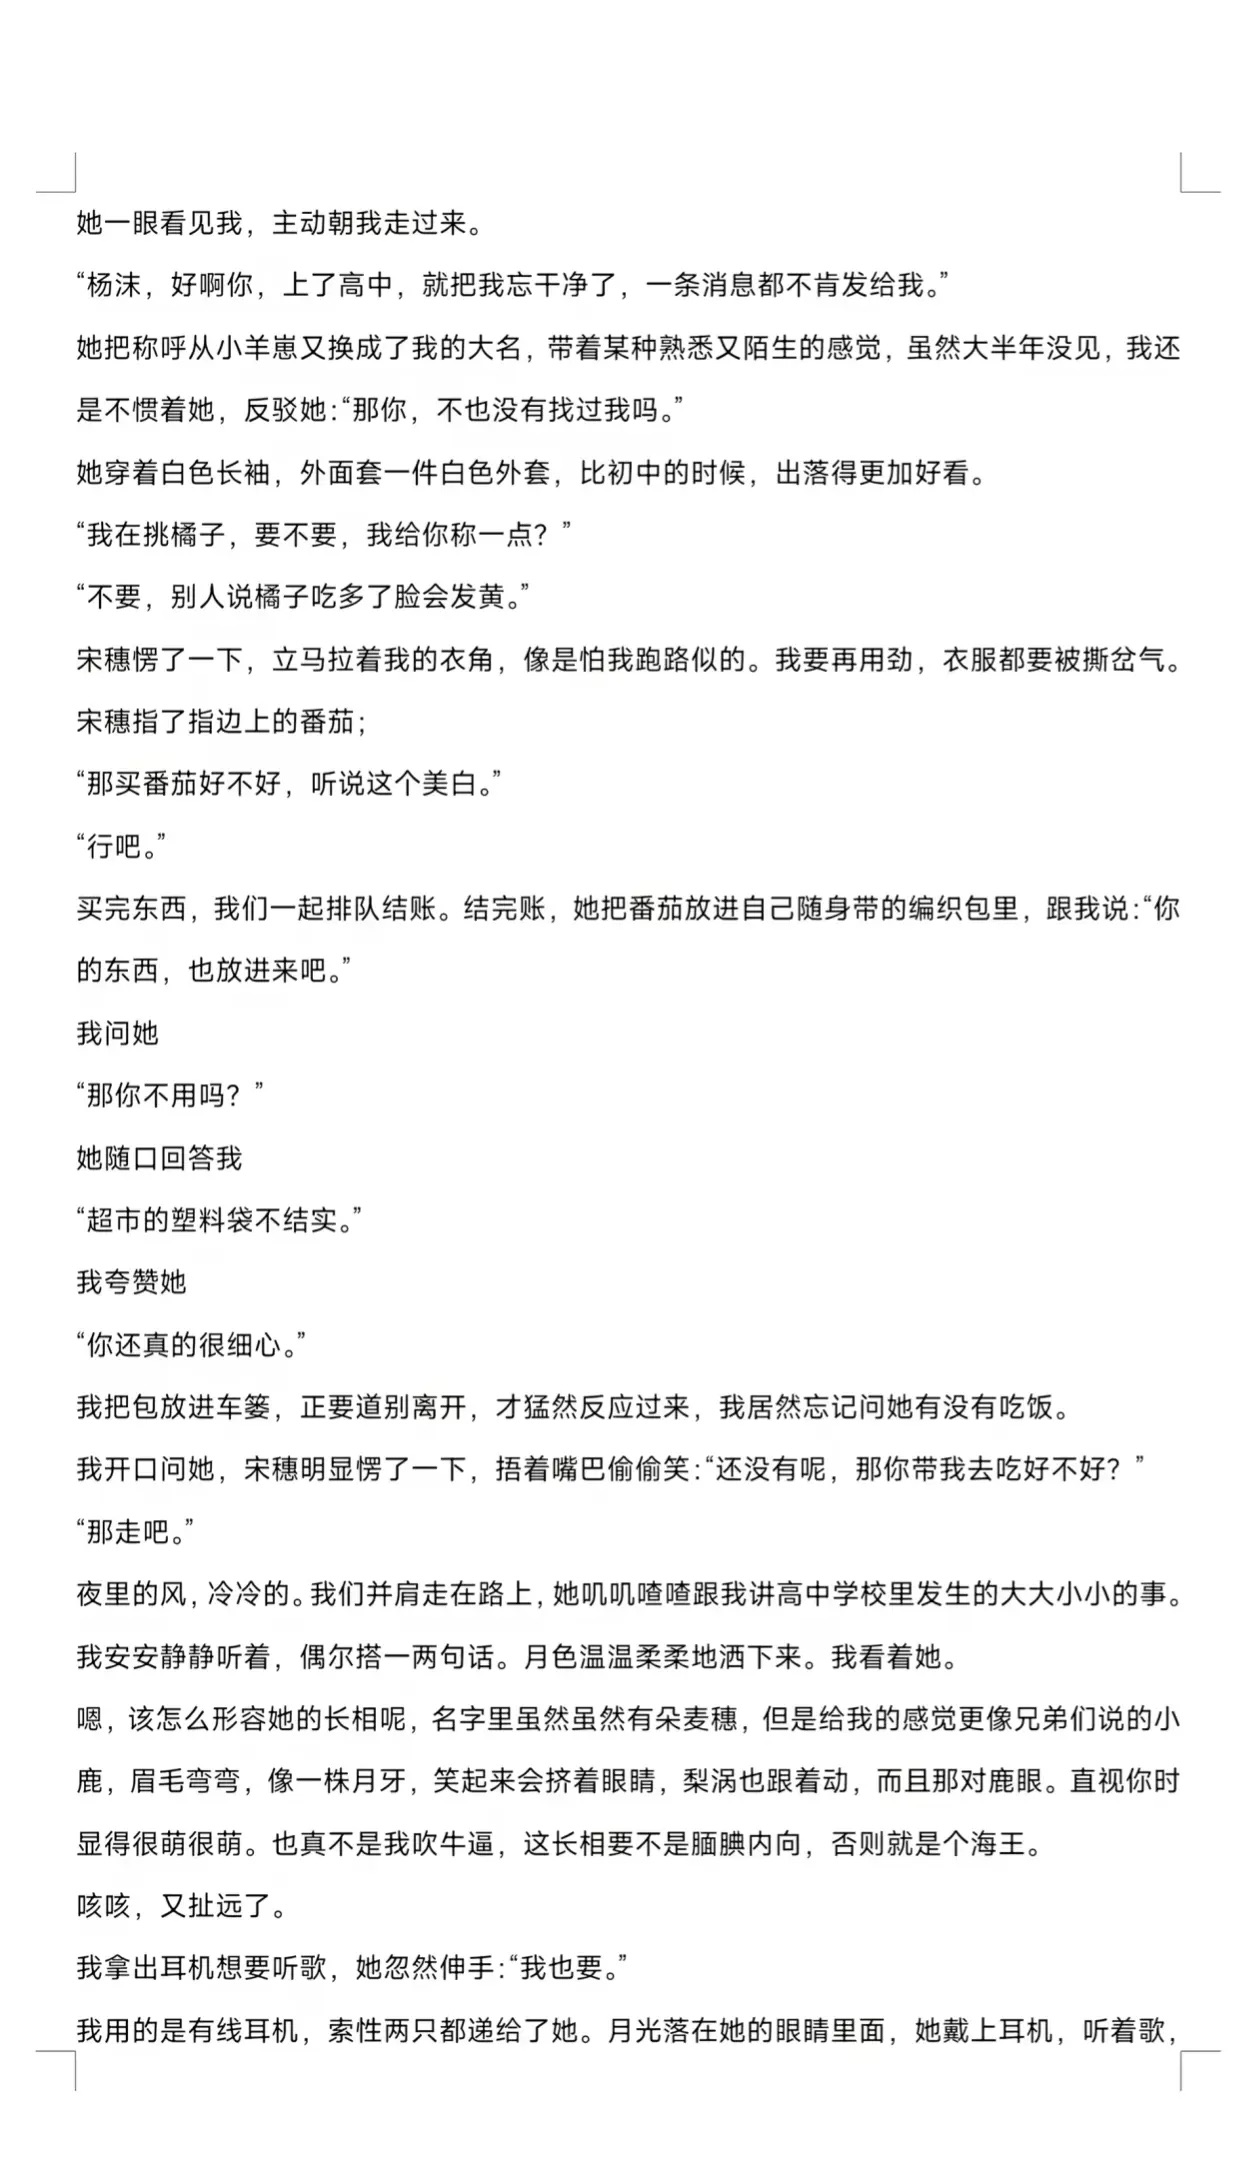 她一眼看见我，主动朝我走过来。
“杨沫，好啊你，上了高中，就把我忘干净了，一条消息都不肯发给我。”
她把称呼从小羊崽又换成了我的大名，带着某种熟悉又陌生的感觉，虽然大半年没见，我还
是不惯着她，反驳她：“那你，不也没有找过我吗。”
她穿着白色长袖，外面套一件白色外套，比初中的时候，出落得更加好看。
“我在挑橘子，要不要，我给你称一点？”
“不要，别人说橘子吃多了脸会发黄。”
宋穗愣了一下，立马拉着我的衣角，像是怕我跑路似的。我要再用劲，衣服都要被撕岔气。
宋穗指了指边上的番茄；
“那买番茄好不好，听说这个美白。”
“行吧。”
买完东西，我们一起排队结账。结完账，她把番茄放进自己随身带的编织包里，跟我说：“你
的东西，也放进来吧。”
我问她
“那你不用吗？”
她随口回答我
“超市的塑料袋不结实。”
我夸赞她
“你还真的很细心。”
我把包放进车篓，正要道别离开，才猛然反应过来，我居然忘记问她有没有吃饭。
我开口问她，宋穗明显愣了一下，捂着嘴巴偷偷笑：“还没有呢，那你带我去吃好不好？”
“那走吧。”
夜里的风，冷冷的。我们并肩走在路上，她叽叽喳喳跟我讲高中学校里发生的大大小小的事。
我安安静静听着，偶尔搭一两句话。月色温温柔柔地洒下来。我看着她。
嗯，该怎么形容她的长相呢，名字里虽然虽然有朵麦穗，但是给我的感觉更像兄弟们说的小
鹿，眉毛弯弯，像一株月牙，笑起来会挤着眼睛，梨涡也跟着动，而且那对鹿眼。直视你时
显得很萌很萌。也真不是我吹牛逼，这长相要不是腼腆内向，否则就是个海王。
咳咳，又扯远了。
我拿出耳机想要听歌，她忽然伸手：“我也要。”
我用的是有线耳机，索性两只都递给了她。月光落在她的眼睛里面，她戴上耳机，听着歌，